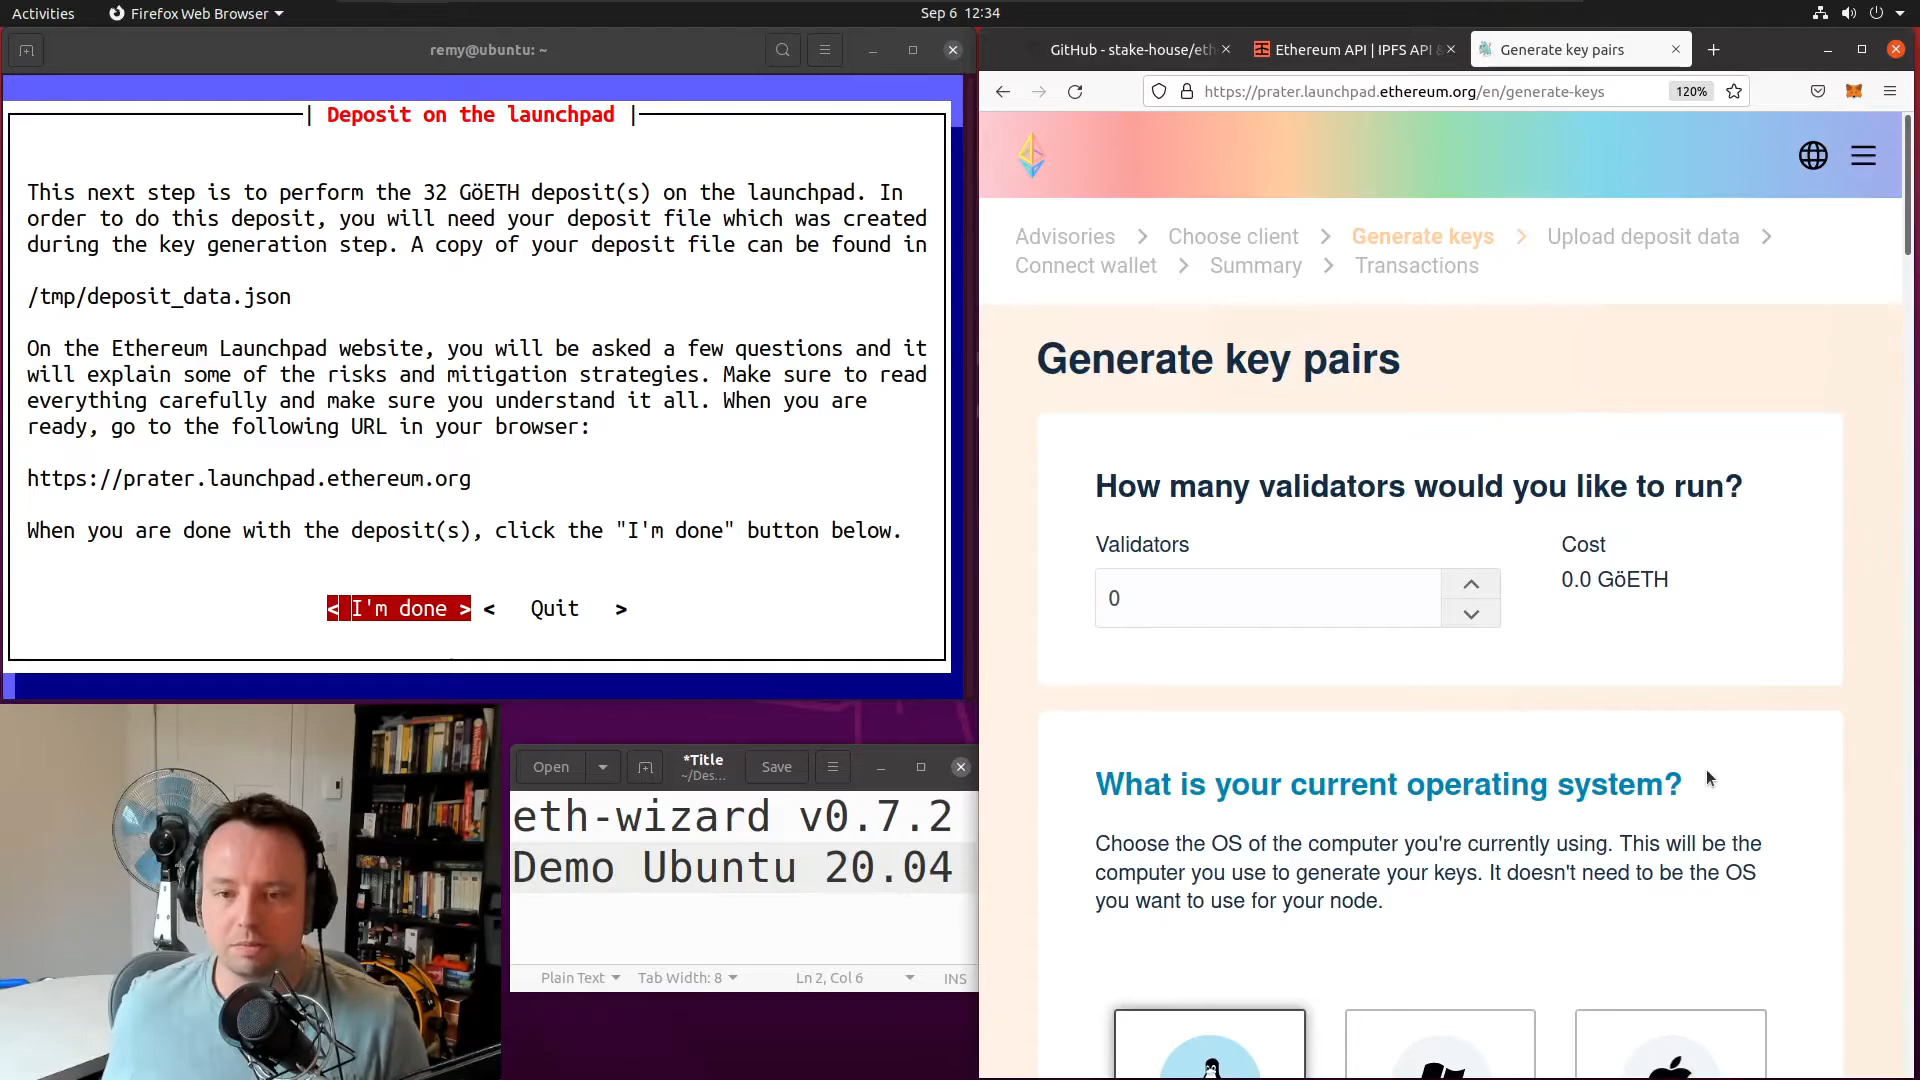 Activities
Firefox Web Browser
Sep 6 12:34
remy@ubuntu: ~
Deposit on the launchpad
This next step is to perform the 32 GöETH deposit(s) on the launchpad. In
order to do this deposit, you will need your deposit file which was created
during the key generation step. A copy of your deposit file can be found in
/tmp/deposit_data.json
On the Ethereum Launchpad website, you will be asked a few questions and it
will explain some of the risks and mitigation strategies. Make sure to read
everything carefully and make sure you understand it all. When you are
ready, go to the following URL in your browser:
https://prater.launchpad.ethereum.org
When you are done with the deposit(s), click the "I'm done" button below.
< I'm done > < Quit >
Open
*Title
~/Des...
Save
eth-wizard v0.7.2
Demo Ubuntu 20.04
Plain Text
Tab Width: 8
Ln 2, Col 6
INS
GitHub - stake-house/eth
Ethereum API | IPFS API &
Generate key pairs
https://prater.launchpad.ethereum.org/en/generate-keys
120%
Advisories > Choose client > Generate keys > Upload deposit data >
Connect wallet > Summary > Transactions
Generate key pairs
How many validators would you like to run?
Validators
Cost
0
0.0 GöETH
What is your current operating system?
Choose the OS of the computer you're currently using. This will be the
computer you use to generate your keys. It doesn't need to be the OS
you want to use for your node.